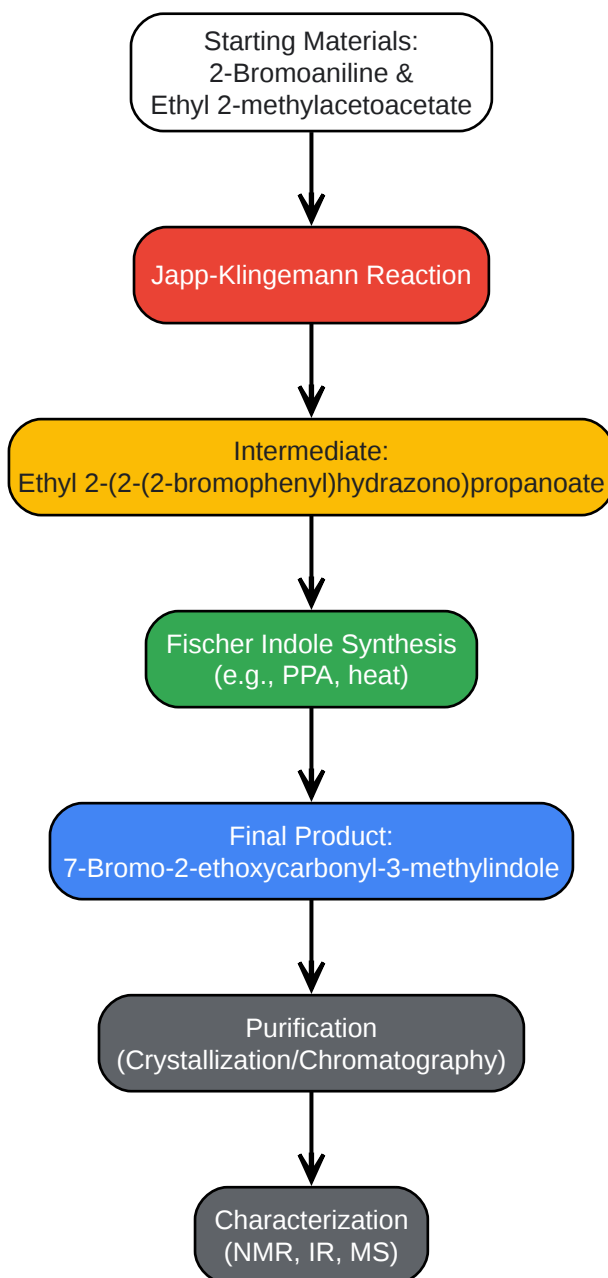 Starting Materials:
2-Bromoaniline &
Ethyl 2-methylacetoacetate
Japp-Klingemann Reaction
Intermediate:
Ethyl 2-(2-(2-bromophenyl)hydrazono)propanoate
Fischer Indole Synthesis
(e.g., PPA, heat)
Final Product:
7-Bromo-2-ethoxycarbonyl-3-methylindole
Purification
(Crystallization/Chromatography)
Characterization
(NMR, IR, MS)